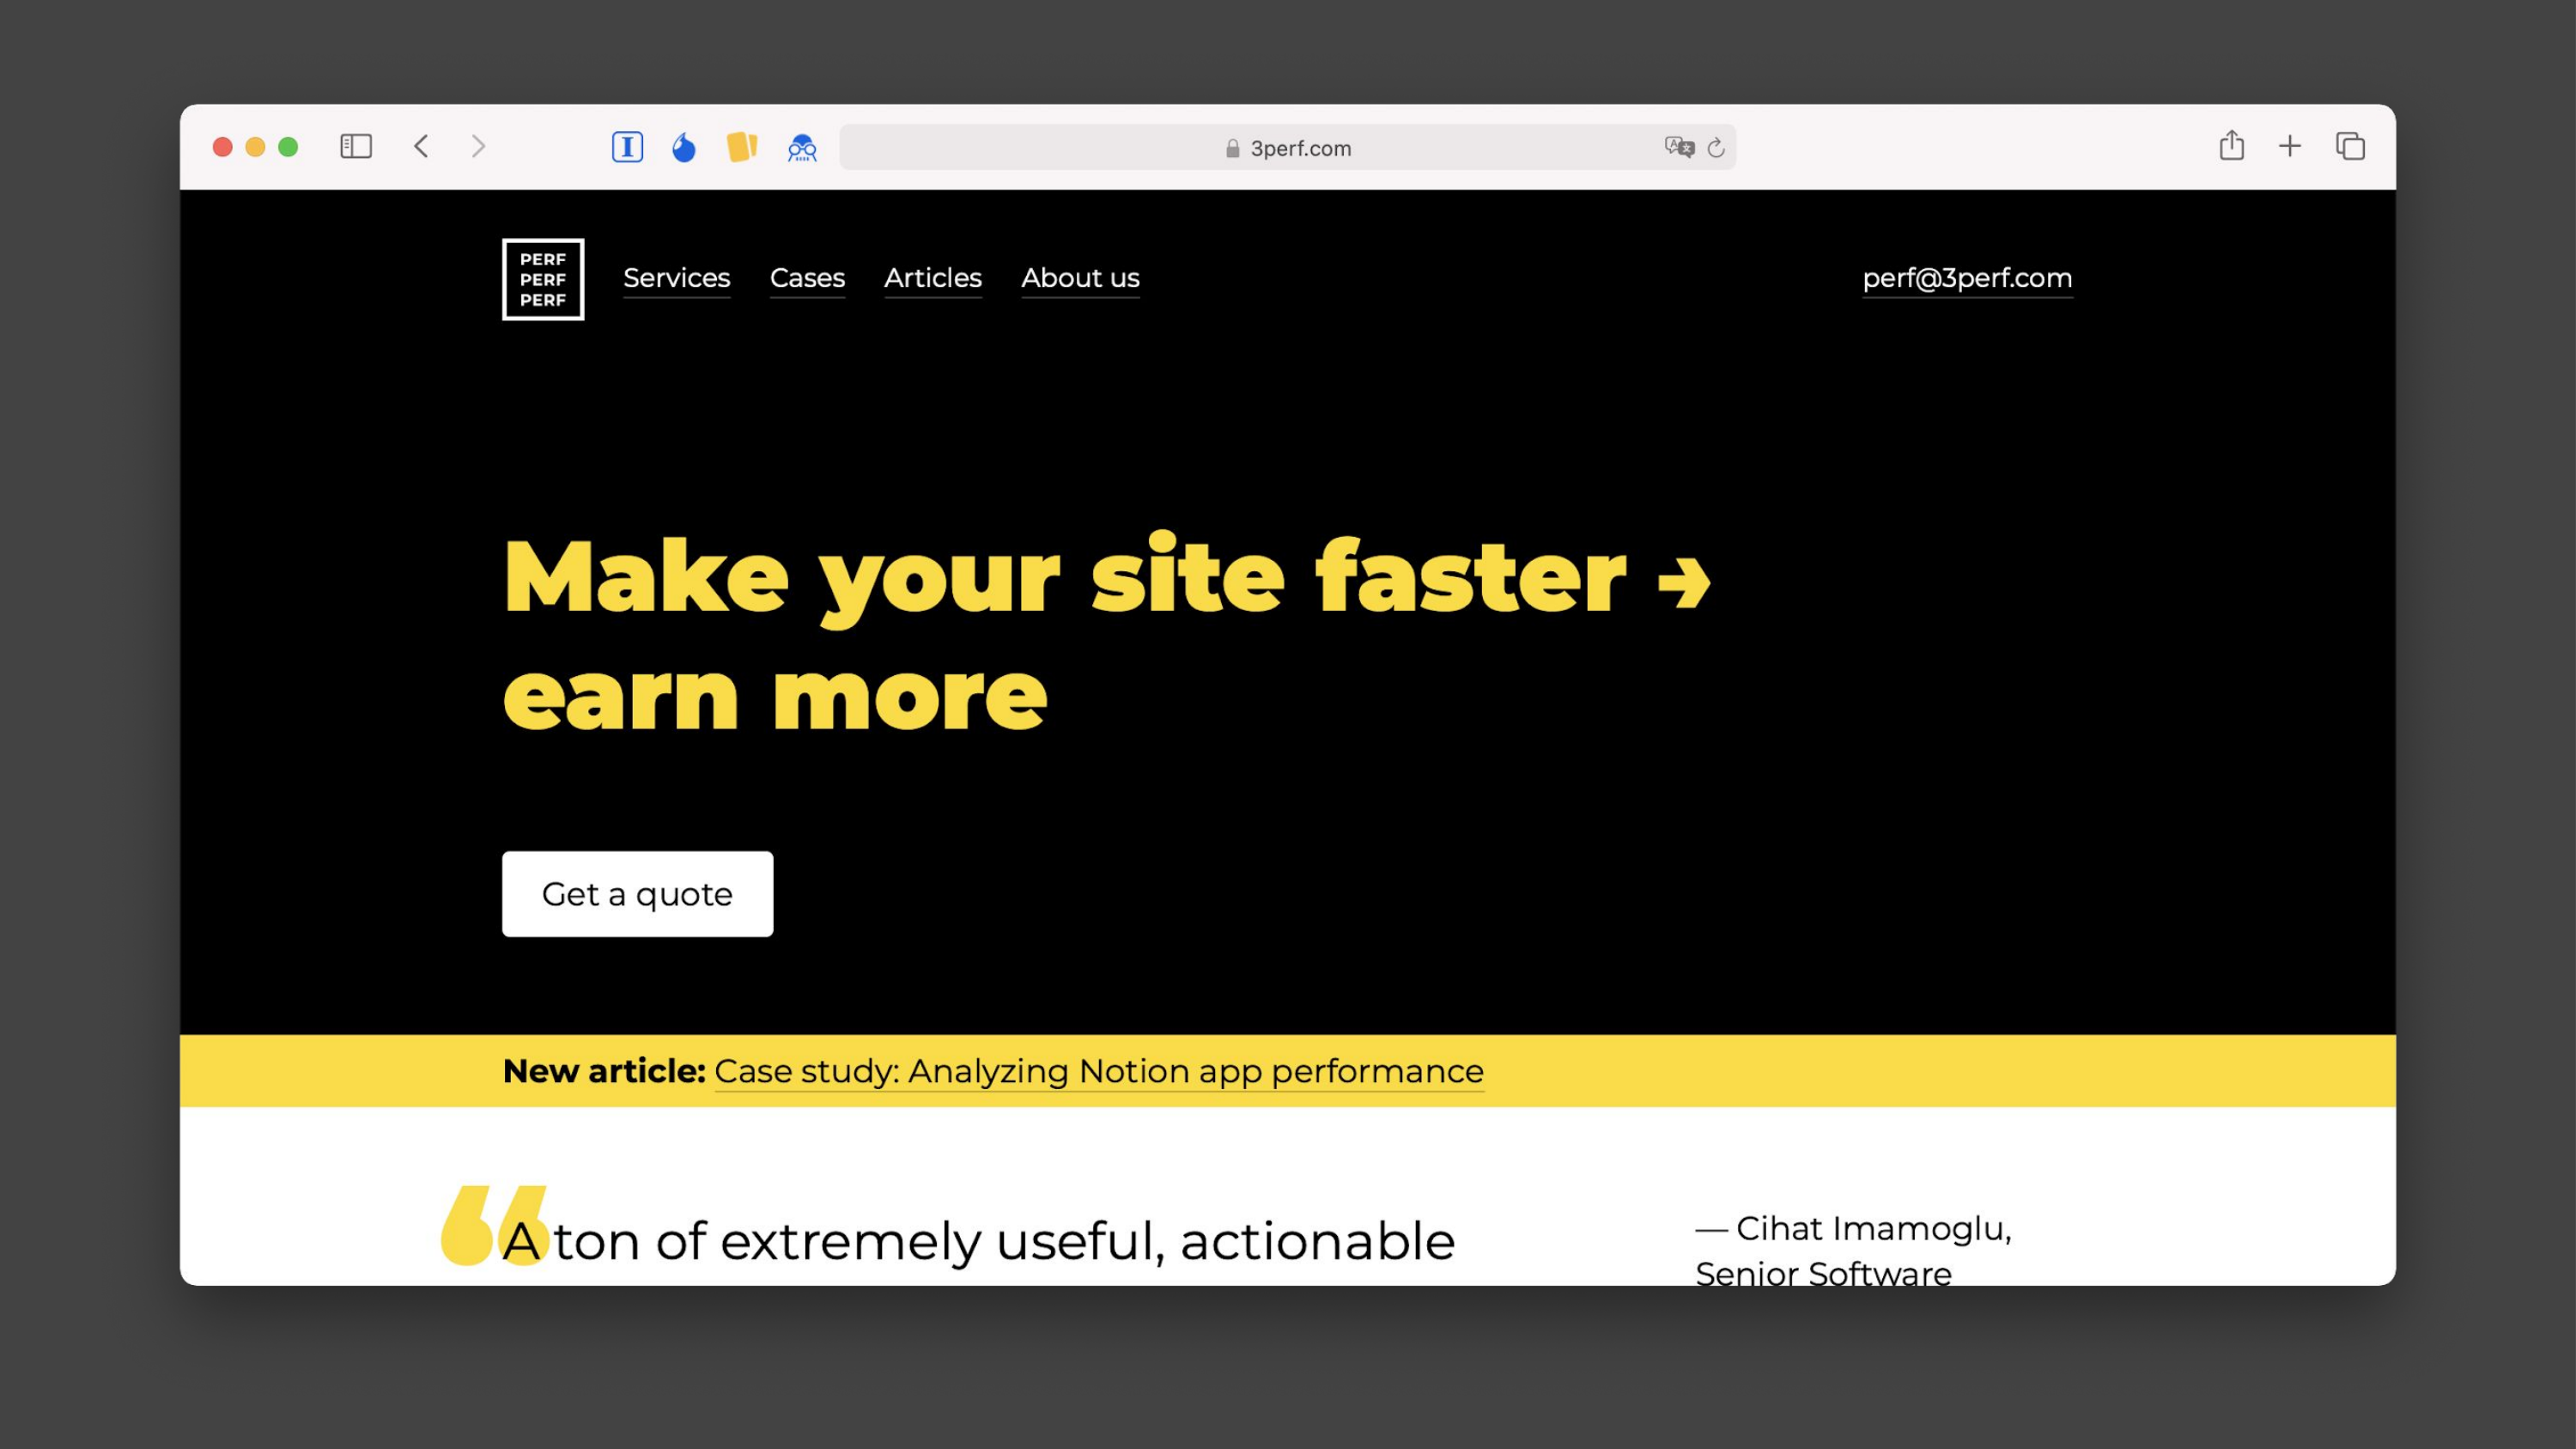 3perf.com
PERF
PERF
PERF
Services Cases Articles About us
perf@3perf.com
Make your site faster →
earn more
Get a quote
New article: Case study: Analyzing Notion app performance
“A ton of extremely useful, actionable
— Cihat Imamoglu,
Senior Software